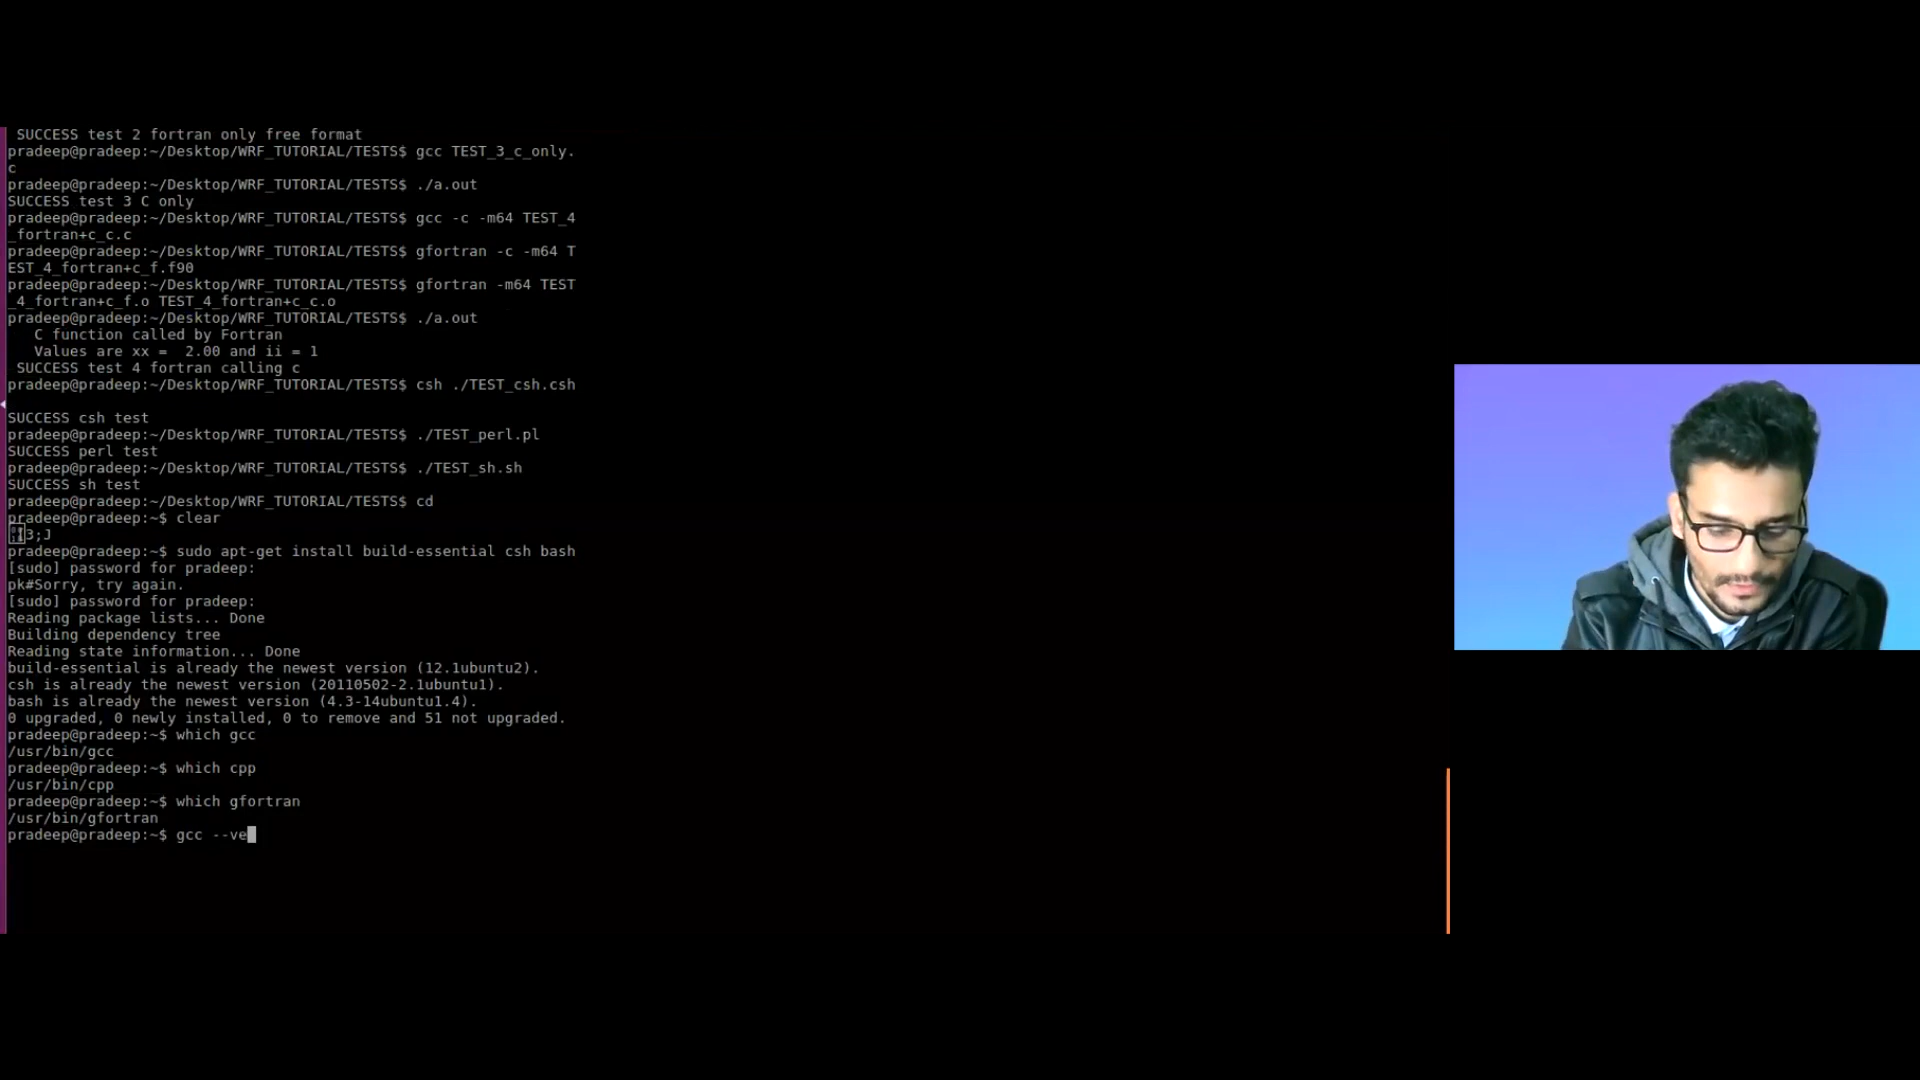 SUCCESS test 2 fortran only free format
pradeep@pradeep:~/Desktop/WRF_TUTORIAL/TESTS$ gcc TEST_3_c_only.
c
pradeep@pradeep:~/Desktop/WRF_TUTORIAL/TESTS$ ./a.out
SUCCESS test 3 C only
pradeep@pradeep:~/Desktop/WRF_TUTORIAL/TESTS$ gcc -c -m64 TEST_4
_fortran+c_c.c
pradeep@pradeep:~/Desktop/WRF_TUTORIAL/TESTS$ gfortran -c -m64 T
EST_4_fortran+c_f.f90
pradeep@pradeep:~/Desktop/WRF_TUTORIAL/TESTS$ gfortran -m64 TEST
_4_fortran+c_f.o TEST_4_fortran+c_c.o
pradeep@pradeep:~/Desktop/WRF_TUTORIAL/TESTS$ ./a.out
C function called by Fortran
Values are xx =  2.00 and ii = 1
SUCCESS test 4 fortran calling c
pradeep@pradeep:~/Desktop/WRF_TUTORIAL/TESTS$ csh ./TEST_csh.csh
SUCCESS csh test
pradeep@pradeep:~/Desktop/WRF_TUTORIAL/TESTS$ ./TEST_perl.pl
SUCCESS perl test
pradeep@pradeep:~/Desktop/WRF_TUTORIAL/TESTS$ ./TEST_sh.sh
SUCCESS sh test
pradeep@pradeep:~/Desktop/WRF_TUTORIAL/TESTS$ cd
pradeep@pradeep:~$ clear
3;J
pradeep@pradeep:~$ sudo apt-get install build-essential csh bash
[sudo] password for pradeep:
pk#Sorry, try again.
[sudo] password for pradeep:
Reading package lists... Done
Building dependency tree
Reading state information... Done
build-essential is already the newest version (12.1ubuntu2).
csh is already the newest version (20110502-2.1ubuntu1).
bash is already the newest version (4.3-14ubuntu1.4).
0 upgraded, 0 newly installed, 0 to remove and 51 not upgraded.
pradeep@pradeep:~$ which gcc
/usr/bin/gcc
pradeep@pradeep:~$ which cpp
/usr/bin/cpp
pradeep@pradeep:~$ which gfortran
/usr/bin/gfortran
pradeep@pradeep:~$ gcc --ve